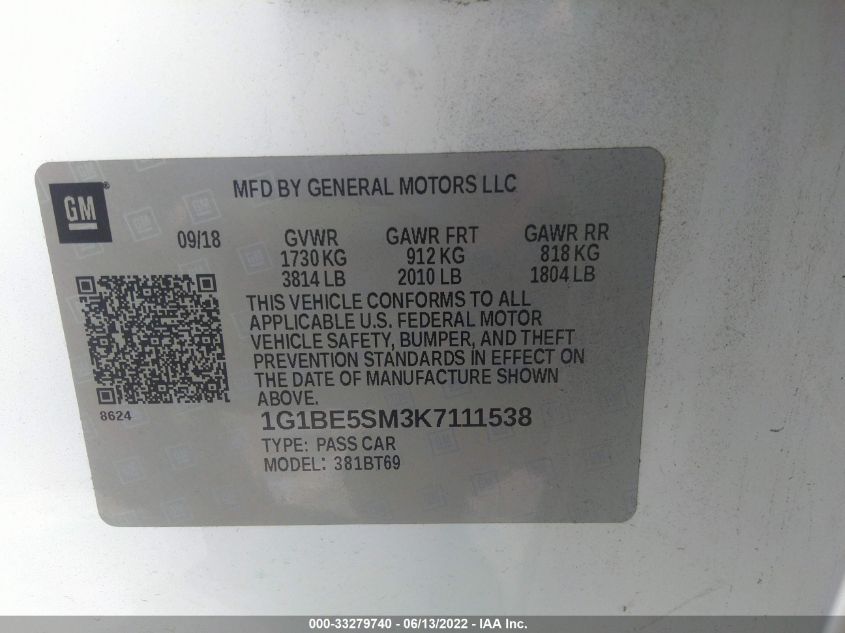 GM®
MFD BY GENERAL MOTORS LLC
09/18 GVWR GAWR FRT GAWR RR
1730 KG 912 KG 818 KG
3814 LB 2010 LB 1804 LB
THIS VEHICLE CONFORMS TO ALL
APPLICABLE U.S. FEDERAL MOTOR
VEHICLE SAFETY, BUMPER, AND THEFT
PREVENTION STANDARDS IN EFFECT ON
THE DATE OF MANUFACTURE SHOWN
ABOVE.
8624
1G1BE5SM3K7111538
TYPE: PASS CAR
MODEL: 381BT69
000-33279740 - 06/13/2022 - IAA Inc.